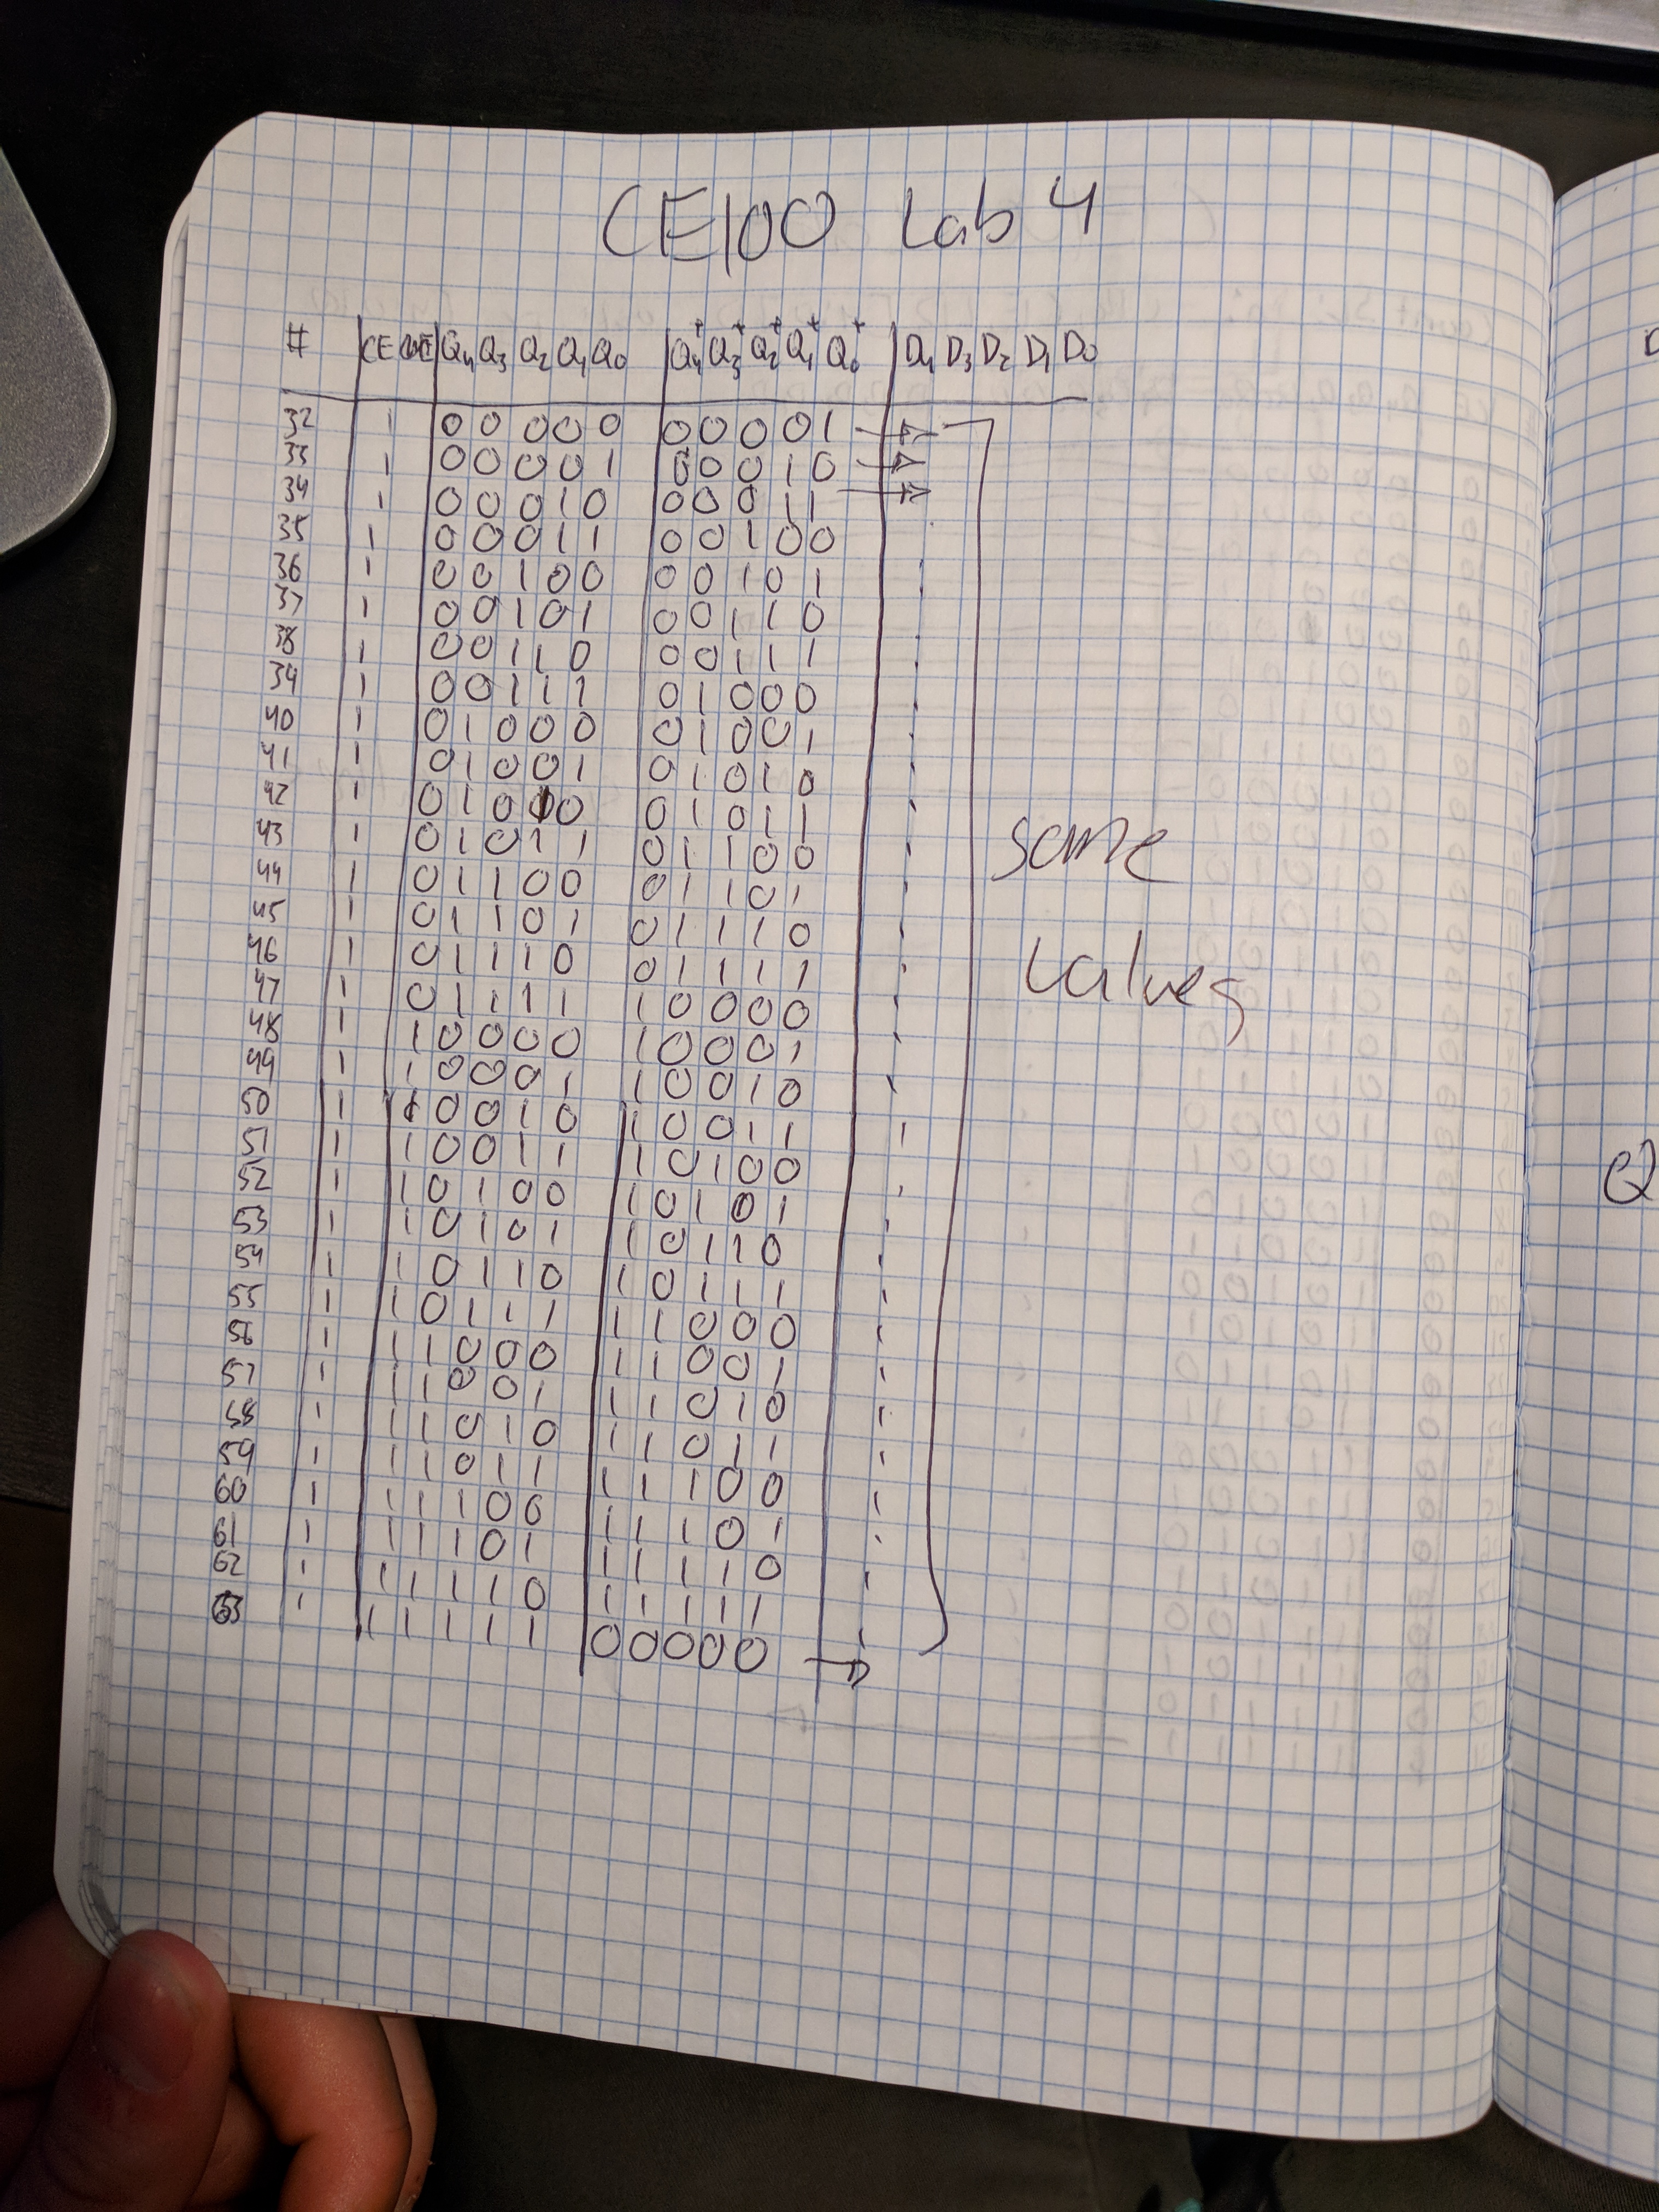 CE100 Lab 4
# CE Q4 Q3 Q2 Q1 Q0 Q4+ Q3+ Q2+ Q1+ Q0+ D4 D3 D2 D1 D0
32 1 0 0 0 0 0 0 0 0 0 1 →
33 1 0 0 0 0 1 0 0 0 1 0 →
34 1 0 0 0 1 0 0 0 0 1 1 →
35 1 0 0 0 1 1 0 0 1 0 0
36 1 0 0 1 0 0 0 0 1 0 1
37 1 0 0 1 0 1 0 0 1 1 0
38 1 0 0 1 1 0 0 0 1 1 1
39 1 0 0 1 1 1 0 1 0 0 0
40 1 0 1 0 0 0 0 1 0 0 1
41 1 0 1 0 0 1 0 1 0 1 0
42 1 0 1 0 1 0 0 1 0 1 1
43 1 0 1 0 1 1 0 1 1 0 0 same
44 1 0 1 1 0 0 0 1 1 0 1
45 1 0 1 1 0 1 0 1 1 1 0
46 1 0 1 1 1 0 0 1 1 1 1 values
47 1 0 1 1 1 1 1 0 0 0 0
48 1 1 0 0 0 0 1 0 0 0 1
49 1 1 0 0 0 1 1 0 0 1 0
50 1 1 0 0 1 0 1 0 0 1 1
51 1 1 0 0 1 1 1 0 1 0 0
52 1 1 0 1 0 0 1 0 1 0 1
53 1 1 0 1 0 1 1 0 1 1 0
54 1 1 0 1 1 0 1 0 1 1 1
55 1 1 0 1 1 1 1 1 0 0 0
56 1 1 1 0 0 0 1 1 0 0 1
57 1 1 1 0 0 1 1 1 0 1 0
58 1 1 1 0 1 0 1 1 0 1 1
59 1 1 1 0 1 1 1 1 1 0 0
60 1 1 1 1 0 0 1 1 1 0 1
61 1 1 1 1 0 1 1 1 1 1 0
62 1 1 1 1 1 0 1 1 1 1 1
63 1 1 1 1 1 1 0 0 0 0 0 →